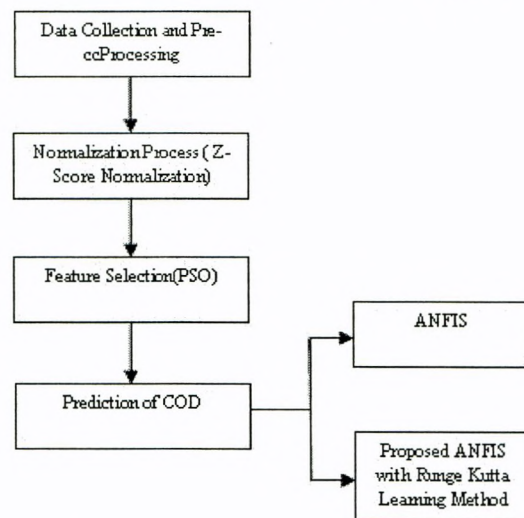 Data Collection and Pre-
ccProcessing
Normalization Process ( Z-
Score Normalization)
Feature Selection(PSO)
Prediction of COD
ANFIS
Proposed ANFIS
with Runge Kutta
Learning Method